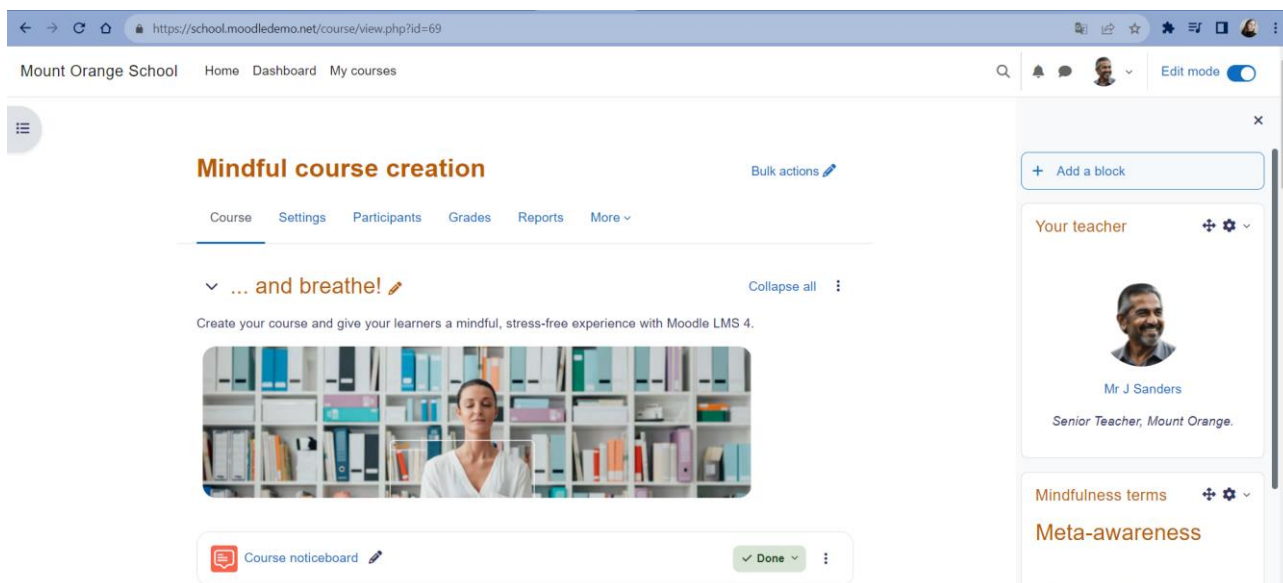 https://school.moodledemo.net/course/view.php?id=69
Mount Orange School Home Dashboard My courses Edit mode
Mindful course creation Bulk actions
+ Add a block
Course Settings Participants Grades Reports More
Your teacher
... and breathe! Collapse all
Create your course and give your learners a mindful, stress-free experience with Moodle LMS 4.
Mr J Sanders
Senior Teacher, Mount Orange.
Mindfulness terms
Meta-awareness
Course noticeboard Done